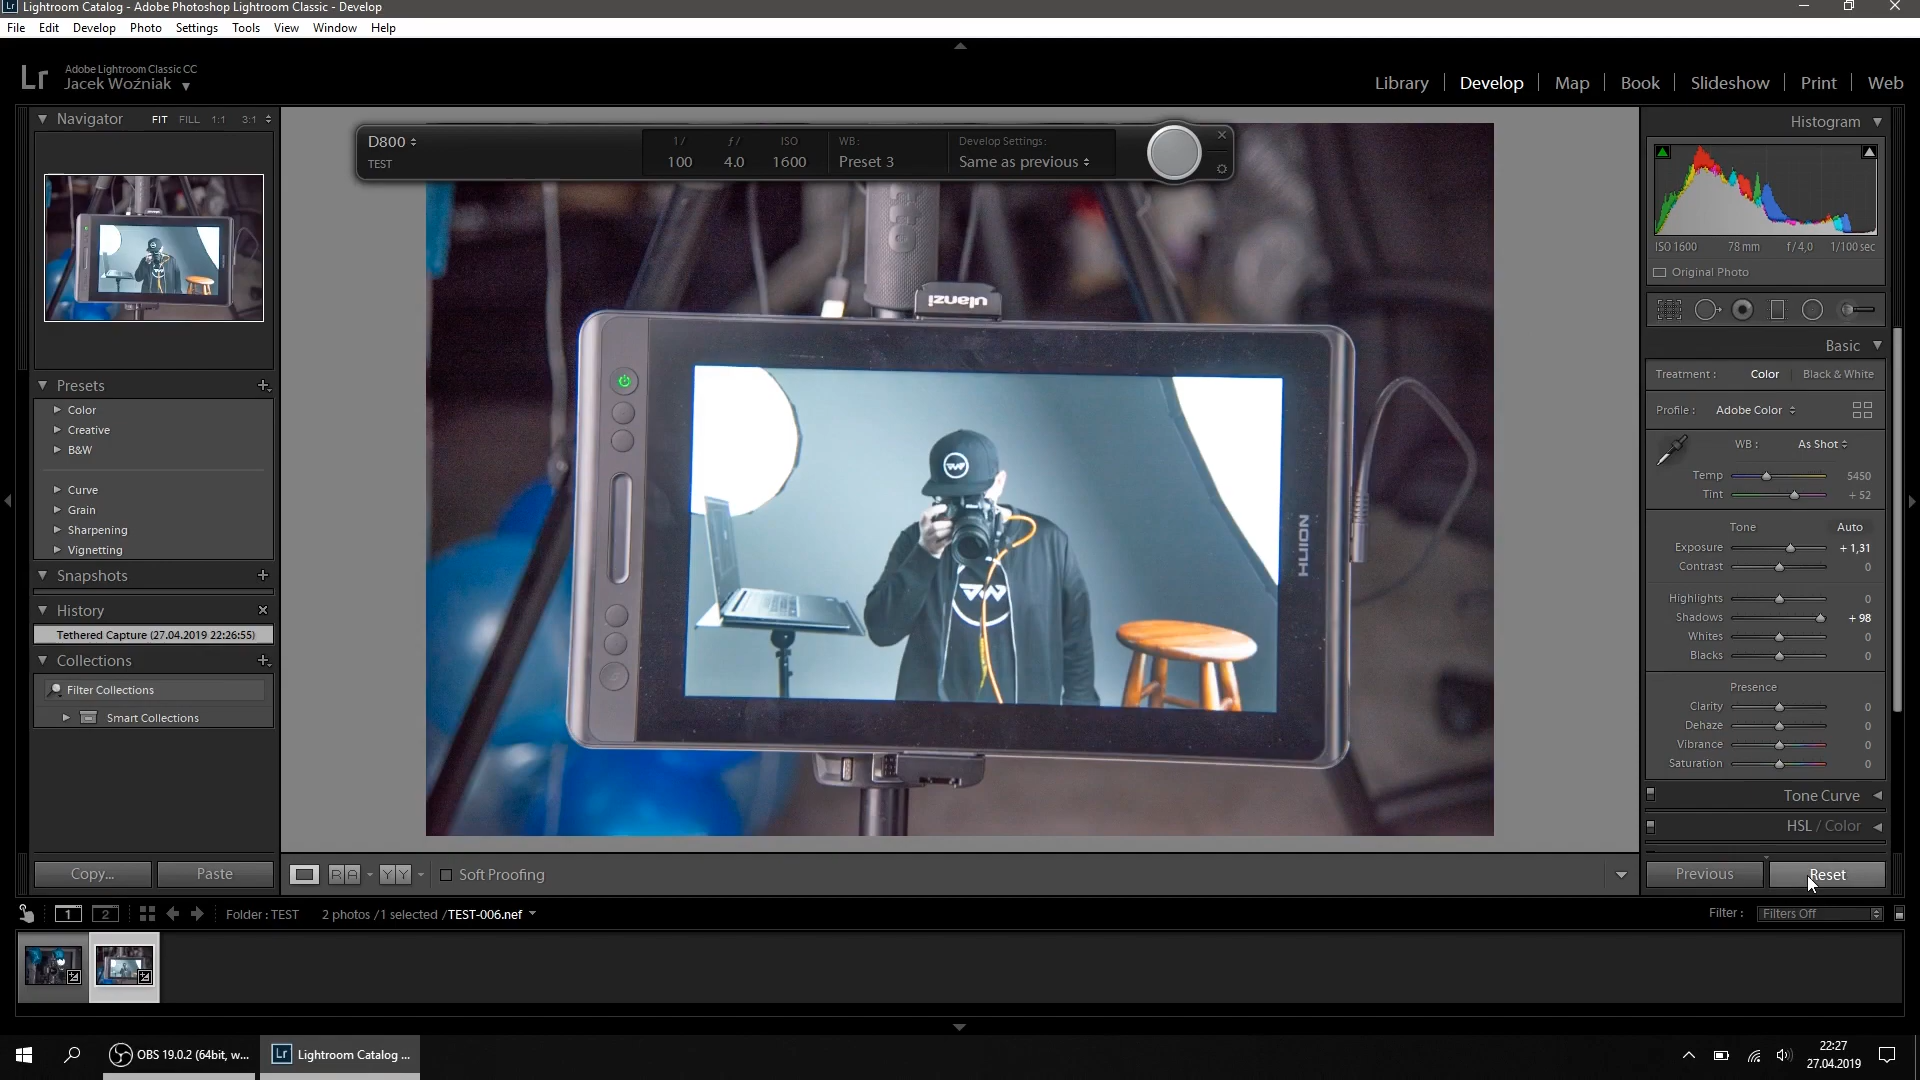 Lightroom Catalog - Adobe Photoshop Lightroom Classic - Develop
File Edit Develop Photo Settings Tools View Window Help
Lr
Adobe Lightroom Classic CC
Jacek Woźniak
Library Develop Map Book Slideshow Print Web
Navigator FIT FILL 1:1 3:1
Presets
Color
Creative
B&W
Curve
Grain
Sharpening
Vignetting
Snapshots
History
Tethered Capture (27.04.2019 22:26:55)
Collections
Filter Collections
Smart Collections
Copy... Paste
D800
TEST
1/ ƒ/ ISO WB: Develop Settings:
100 4.0 1600 Preset 3 Same as previous
ulanzi
HUION
Soft Proofing
Histogram
ISO 1600 78 mm f / 4,0 1/100 sec
Original Photo
Basic
Treatment : Color Black & White
Profile : Adobe Color
WB : As Shot
Temp 5450
Tint + 52
Tone Auto
Exposure + 1,31
Contrast 0
Highlights 0
Shadows + 98
Whites 0
Blacks 0
Presence
Clarity 0
Dehaze 0
Vibrance 0
Saturation 0
Tone Curve
HSL / Color
Previous Reset
1 2 Folder : TEST 2 photos / 1 selected / TEST-006.nef Filter : Filters Off
OBS 19.0.2 (64bit, w... Lr Lightroom Catalog ...
22:27
27.04.2019